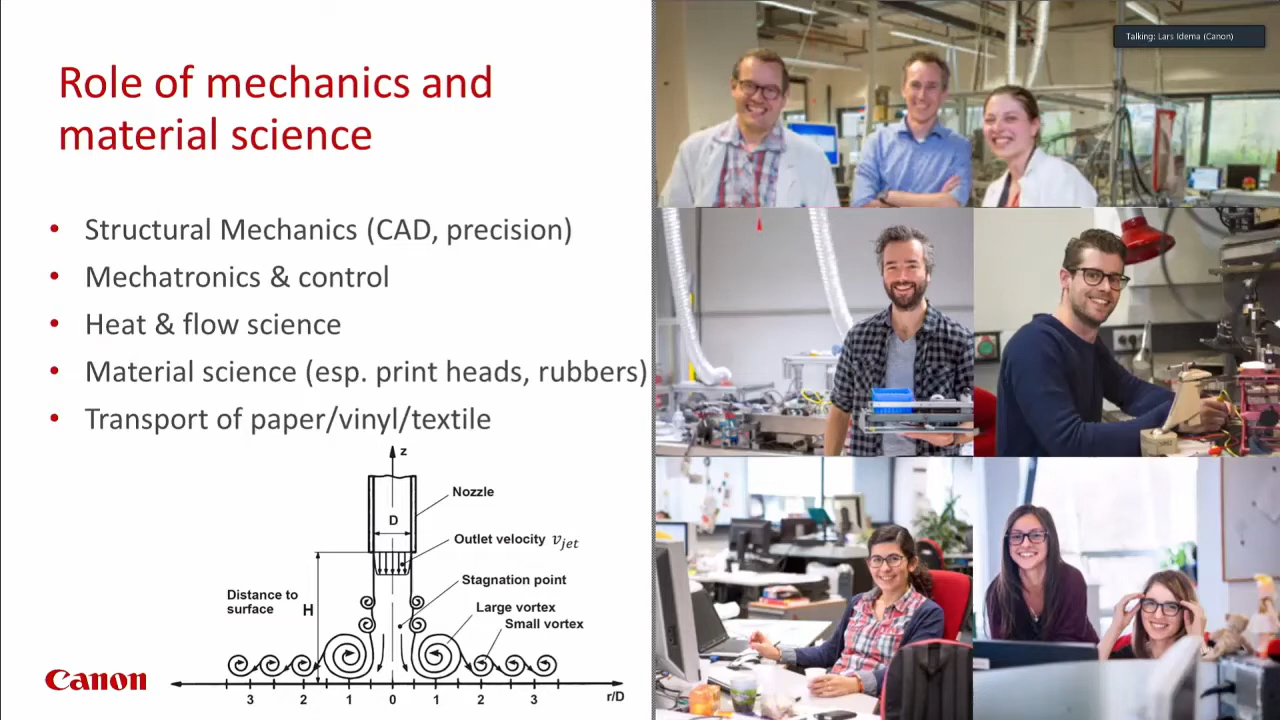 Talking: Lars Idema (Canon)
Role of mechanics and
material science
• Structural Mechanics (CAD, precision)
• Mechatronics & control
• Heat & flow science
• Material science (esp. print heads, rubbers)
• Transport of paper/vinyl/textile
z
Nozzle
D
Outlet velocity v_jet
Stagnation point
Distance to
surface H
Large vortex
Small vortex
3 2 1 0 1 2 3 r/D
Canon